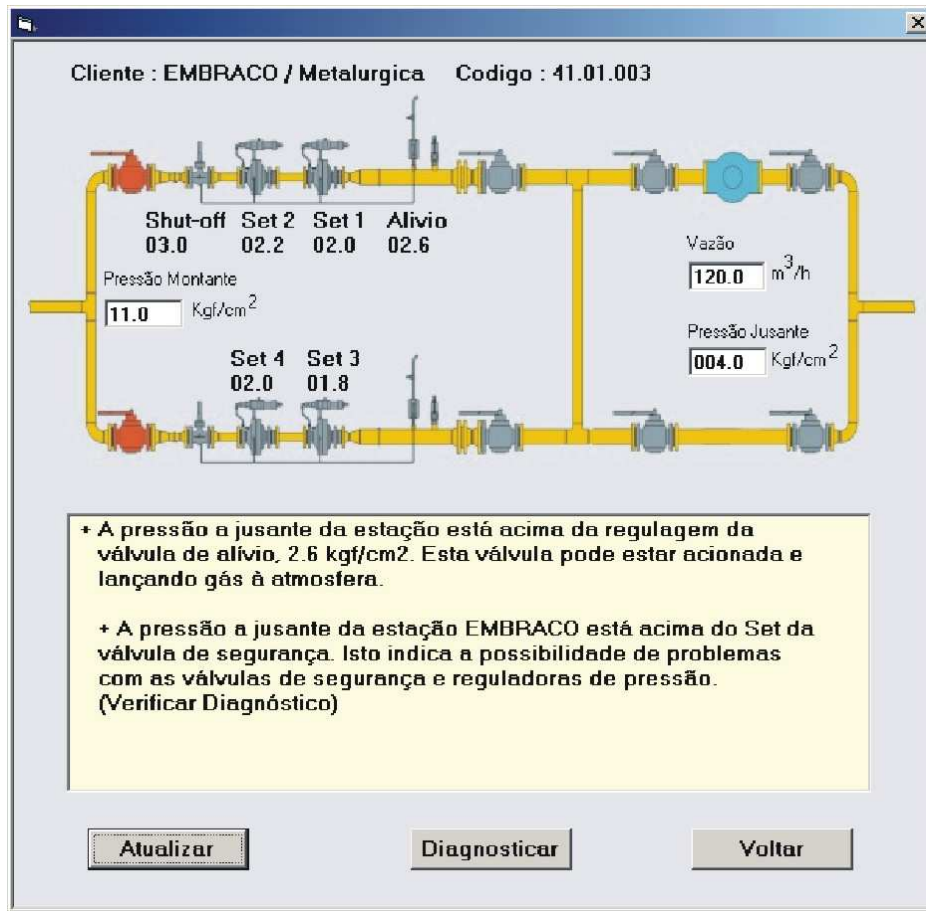 Cliente : EMBRACO / Metalurgica Codigo : 41.01.003
Shut-off Set 2 Set 1 Alivio
03.0 02.2 02.0 02.6
Pressão Montante
11.0 Kgf/cm2
Vazão
120.0 m3/h
Pressão Jusante
004.0 Kgf/cm2
Set 4 Set 3
02.0 01.8
+ A pressão a jusante da estação está acima da regulagem da
válvula de alívio, 2.6 kgf/cm2. Esta válvula pode estar acionada e
lançando gás à atmosfera.
+ A pressão a jusante da estação EMBRACO está acima do Set da
válvula de segurança. Isto indica a possibilidade de problemas
com as válvulas de segurança e reguladoras de pressão.
(Verificar Diagnóstico)
Atualizar Diagnosticar Voltar